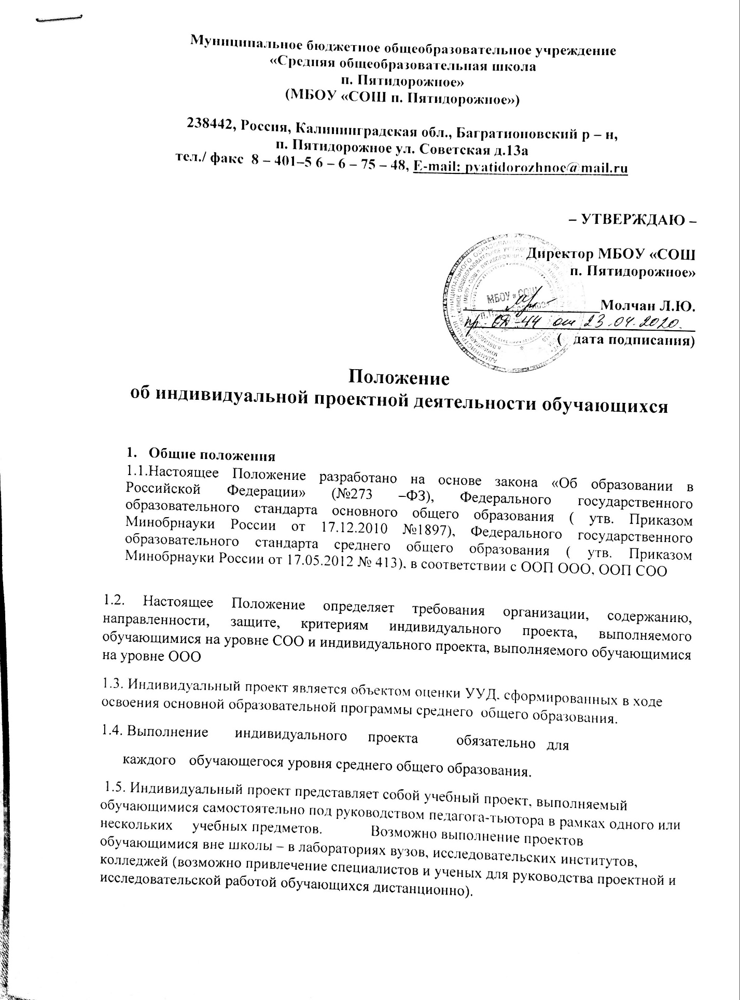 Муниципальное бюджетное общеобразовательное учреждение
«Средняя общеобразовательная школа
п. Пятидорожное»
(МБОУ «СОШ п. Пятидорожное»)
238442, Россия, Калининградская обл., Багратионовский р – н,
п. Пятидорожное ул. Советская д.13а
тел./ факс 8 – 401–5 6 – 6 – 75 – 48, E-mail: pyatidorozhnoe@mail.ru
– УТВЕРЖДАЮ –
Директор МБОУ «СОШ
п. Пятидорожное»
МБОУ «СОШ
Молчан Л.Ю.
пр. ОД-44 от 23.04.2020.
( дата подписания)
Положение
об индивидуальной проектной деятельности обучающихся
1. Общие положения
1.1.Настоящее Положение разработано на основе закона «Об образовании в
Российской Федерации» (№273 –ФЗ), Федерального государственного
образовательного стандарта основного общего образования ( утв. Приказом
Минобрнауки России от 17.12.2010 №1897), Федерального государственного
образовательного стандарта среднего общего образования ( утв. Приказом
Минобрнауки России от 17.05.2012 № 413), в соответствии с ООП ООО, ООП СОО
1.2. Настоящее Положение определяет требования организации, содержанию,
направленности, защите, критериям индивидуального проекта, выполняемого
обучающимися на уровне СОО и индивидуального проекта, выполняемого обучающимися
на уровне ООО
1.3. Индивидуальный проект является объектом оценки УУД, сформированных в ходе
освоения основной образовательной программы среднего общего образования.
1.4. Выполнение индивидуального проекта обязательно для
каждого обучающегося уровня среднего общего образования.
1.5. Индивидуальный проект представляет собой учебный проект, выполняемый
обучающимися самостоятельно под руководством педагога-тьютора в рамках одного или
нескольких учебных предметов. Возможно выполнение проектов
обучающимися вне школы – в лабораториях вузов, исследовательских институтов,
колледжей (возможно привлечение специалистов и ученых для руководства проектной и
исследовательской работой обучающихся дистанционно).